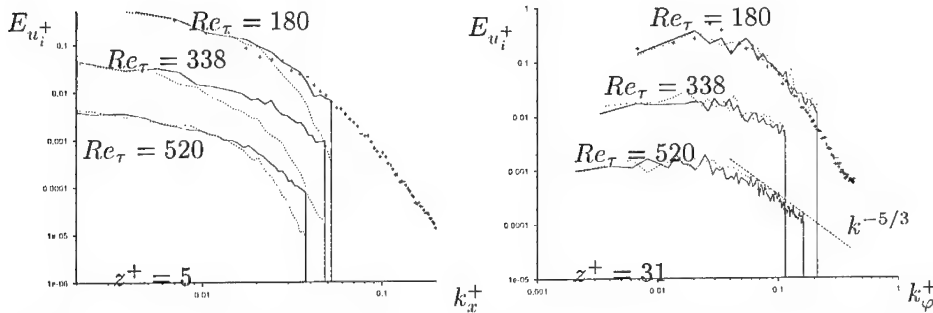 E_{u_i^+}
Re_τ = 180
Re_τ = 338
Re_τ = 520
0.1
0.01
0.001
0.0001
1e-05
1e-06
z^+ = 5
0.01
0.1
k_x^+
E_{u_i^+}
Re_τ = 180
Re_τ = 338
Re_τ = 520
k^{-5/3}
1
0.1
0.01
0.001
0.0001
1e-05
z^+ = 31
0.001
0.01
0.1
1
k_φ^+